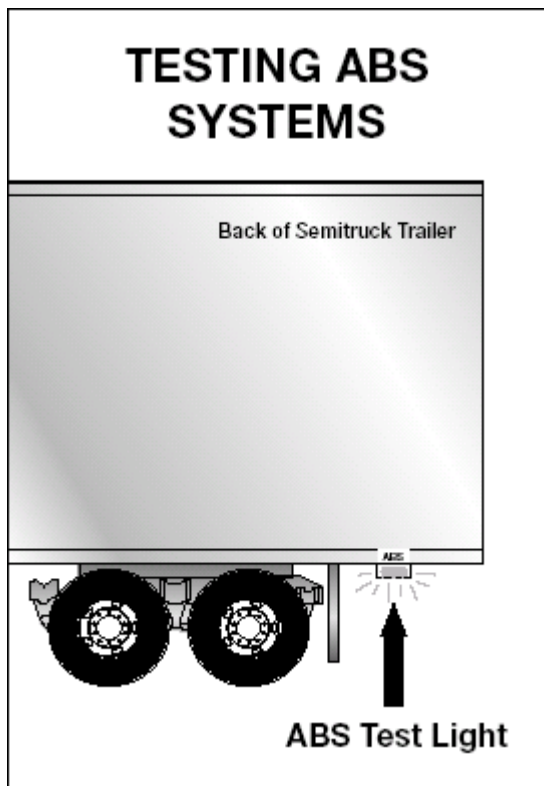 TESTING ABS
SYSTEMS
Back of Semitruck Trailer
ABS
ABS Test Light